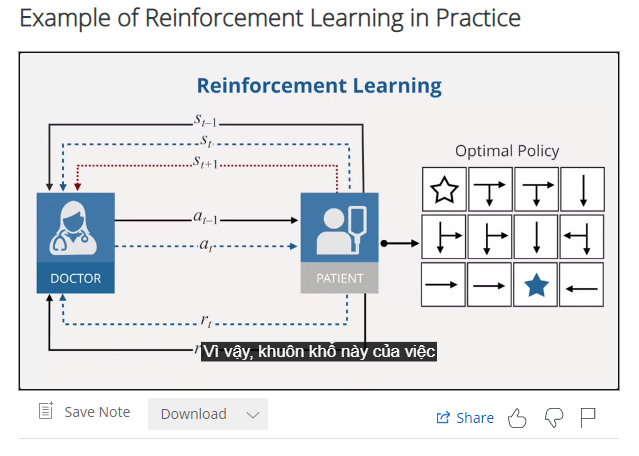 Example of Reinforcement Learning in Practice
Reinforcement Learning
s_{t-1}
s_t
s_{t+1}
Optimal Policy
a_{t-1}
a_t
DOCTOR
PATIENT
r_t
r
Vì vậy, khuôn khổ này của việc
Save Note
Download
Share